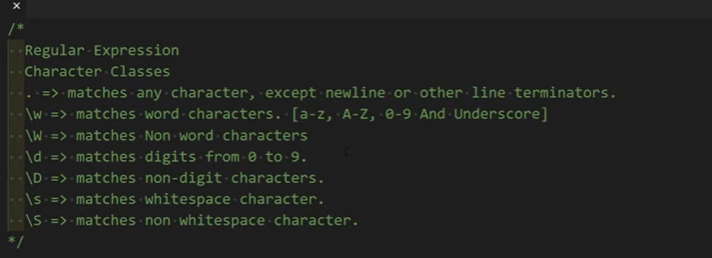 /*
Regular Expression
Character Classes
. => matches any character, except newline or other line terminators.
\w => matches word characters. [a-z, A-Z, 0-9 And Underscore]
\W => matches Non word characters
\d => matches digits from 0 to 9.
\D => matches non-digit characters.
\s => matches whitespace character.
\S => matches non whitespace character.
*/